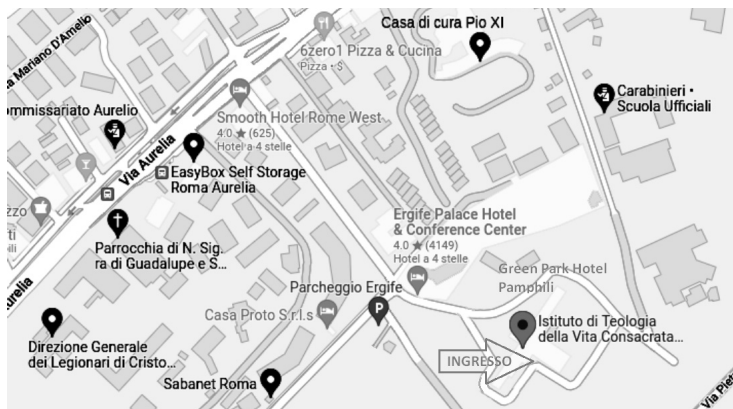 Casa di cura Pio XI
6zero1 Pizza & Cucina
Pizza • $
a Mariano D'Amelio
Carabinieri •
Scuola Ufficiali
ommissariato Aurelio
Smooth Hotel Rome West
4.0 ★ (625)
Hotel a 4 stelle
Via Aurelia
EasyBox Self Storage
Roma Aurelia
zzo
ti
Parrocchia di N. Sig.
ra di Guadalupe e S...
Ergife Palace Hotel
& Conference Center
4.0 ★ (4149)
Hotel a 4 stelle
Green Park Hotel
Pamphili
urelia
Parcheggio Ergife
P
Casa Proto S.r.l.s
Istituto di Teologia
della Vita Consacrata...
Direzione Generale
dei Legionari di Cristo...
INGRESSO
Sabanet Roma
Via Pie